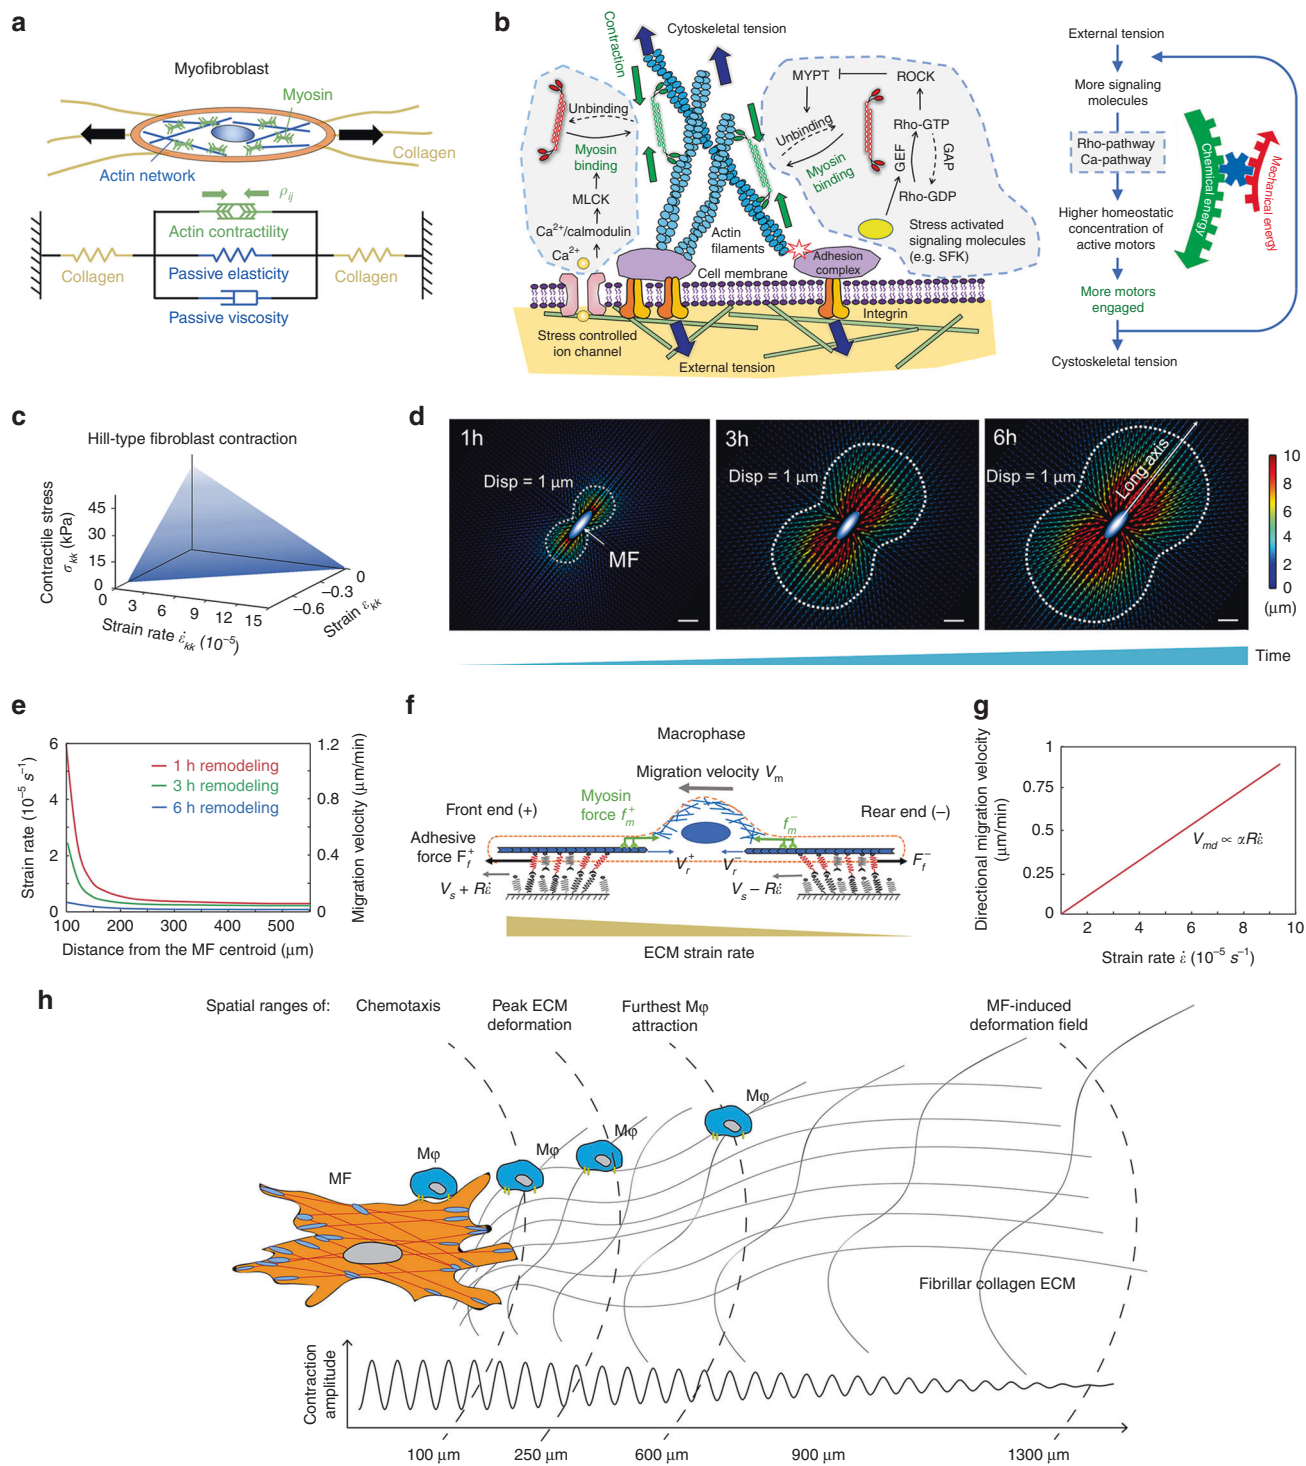 a
Myofibroblast
Myosin
Collagen
Actin network
ρij
Actin contractility
Collagen
Passive elasticity
Collagen
Passive viscosity
b
Contraction
Cytoskeletal tension
Unbinding
Myosin
binding
MLCK
Ca2+/calmodulin
Ca2+
MYPT
ROCK
Unbinding
Myosin
binding
Rho-GTP
GEF
GAP
Rho-GDP
Actin
filaments
Stress activated
signaling molecules
(e.g. SFK)
Adhesion
complex
Cell membrane
Integrin
Stress controlled
ion channel
External tension
External tension
More signaling
molecules
Rho-pathway
Ca-pathway
Higher homeostatic
concentration of
active motors
More motors
engaged
Cystoskeletal tension
Chemical energy
Mechanical energy
c
Hill-type fibroblast contraction
Contractile stress
σkk (kPa)
45
30
15
0
0
3
6
9
12
15
Strain rate ε̇kk (10−5)
0
−0.3
−0.6
Strain εkk
d
1h
Disp = 1 μm
MF
3h
Disp = 1 μm
6h
Disp = 1 μm
Long axis
10
8
6
4
2
0
(μm)
Time
e
Strain rate (10−5 s−1)
6
4
2
0
1 h remodeling
3 h remodeling
6 h remodeling
1.2
0.8
0.4
0
Migration velocity (μm/min)
100
200
300
400
500
Distance from the MF centroid (μm)
f
Macrophase
Migration velocity Vm
Front end (+)
Myosin
force fm+
fm−
Rear end (−)
Adhesive
force Ff+
Vr+
Vr−
Ff−
Vs + Rε̇
Vs − Rε̇
ECM strain rate
g
Directional migration velocity
(μm/min)
1
0.75
0.5
0.25
0
Vmd ∝ αRε̇
2
4
6
8
10
Strain rate ε̇ (10−5 s−1)
h
Spatial ranges of:
Chemotaxis
Peak ECM
deformation
Furthest Mφ
attraction
MF-induced
deformation field
MF
Mφ
Mφ
Mφ
Mφ
Fibrillar collagen ECM
Contraction
amplitude
100 μm
250 μm
600 μm
900 μm
1300 μm